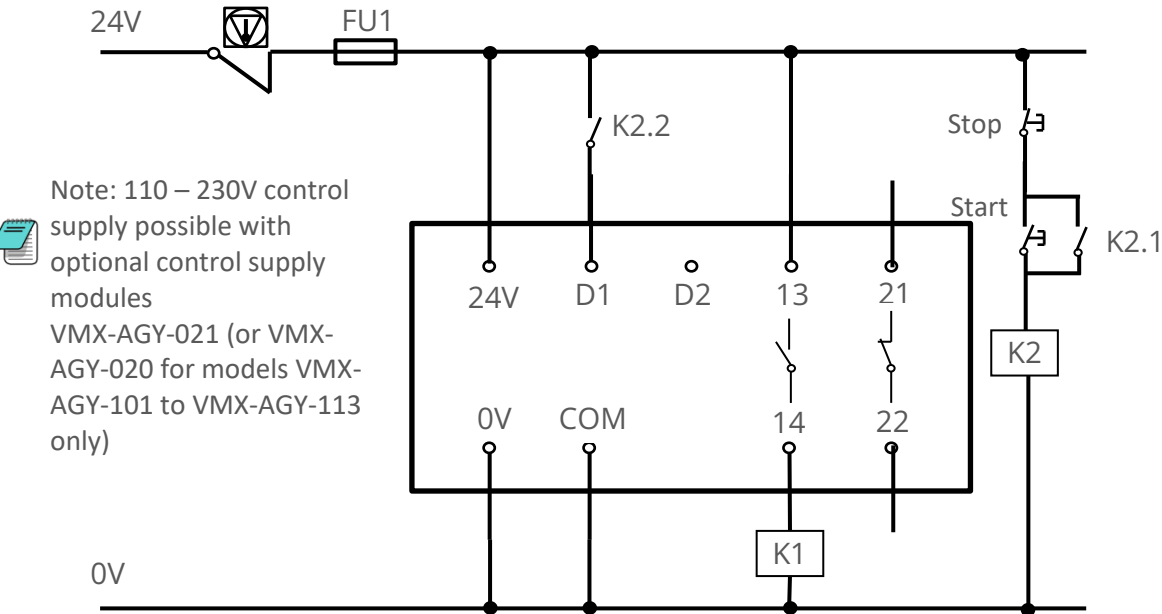 24V
FU1
K2.2
Stop
Note: 110 – 230V control
supply possible with
optional control supply
modules
VMX-AGY-021 (or VMX-
AGY-020 for models VMX-
AGY-101 to VMX-AGY-113
only)
Start
K2.1
24V D1 D2 13 21
K2
0V COM 14 22
K1
0V